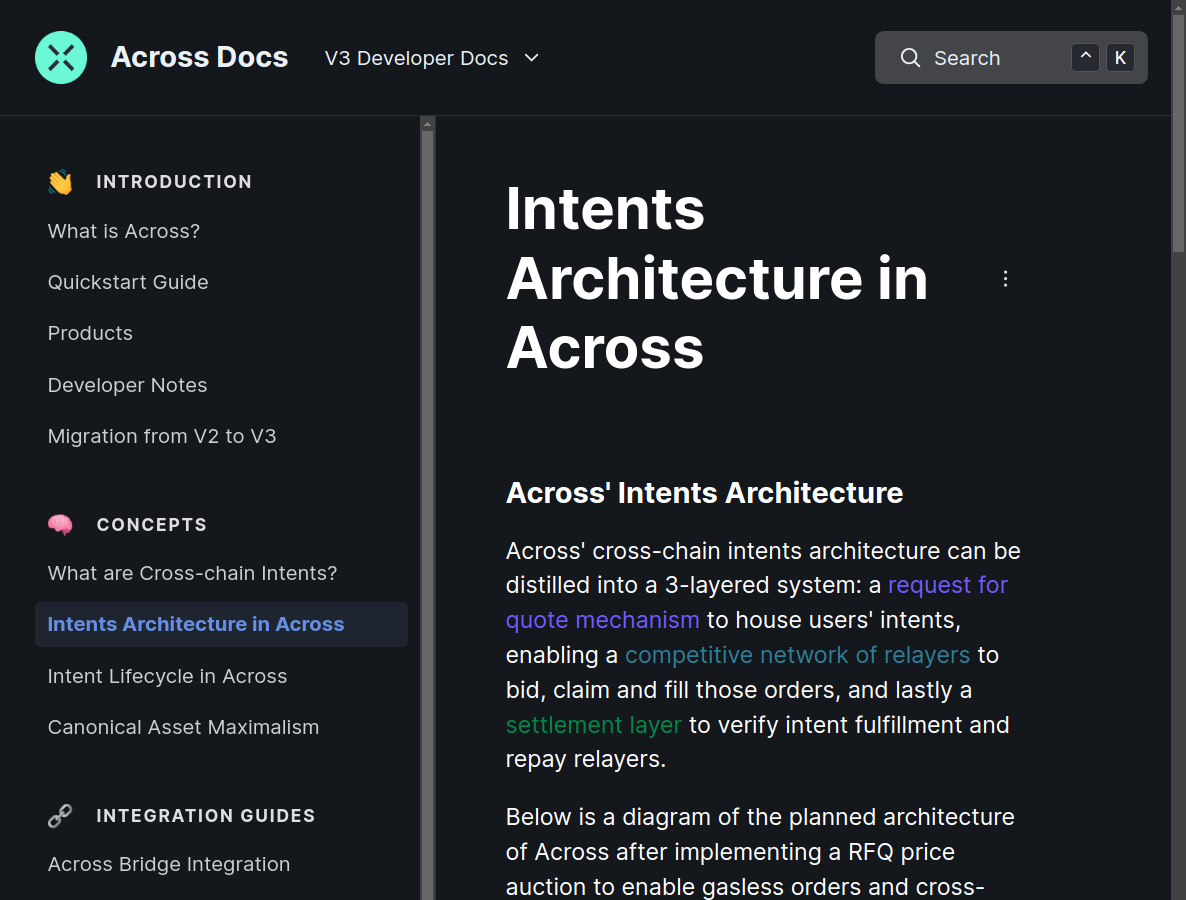 Across Docs
V3 Developer Docs
Search
^ K
INTRODUCTION
What is Across?
Quickstart Guide
Products
Developer Notes
Migration from V2 to V3
CONCEPTS
What are Cross-chain Intents?
Intents Architecture in Across
Intent Lifecycle in Across
Canonical Asset Maximalism
INTEGRATION GUIDES
Across Bridge Integration
Intents
Architecture in
Across
Across' Intents Architecture
Across' cross-chain intents architecture can be
distilled into a 3-layered system: a request for
quote mechanism to house users' intents,
enabling a competitive network of relayers to
bid, claim and fill those orders, and lastly a
settlement layer to verify intent fulfillment and
repay relayers.
Below is a diagram of the planned architecture
of Across after implementing a RFQ price
auction to enable gasless orders and cross-